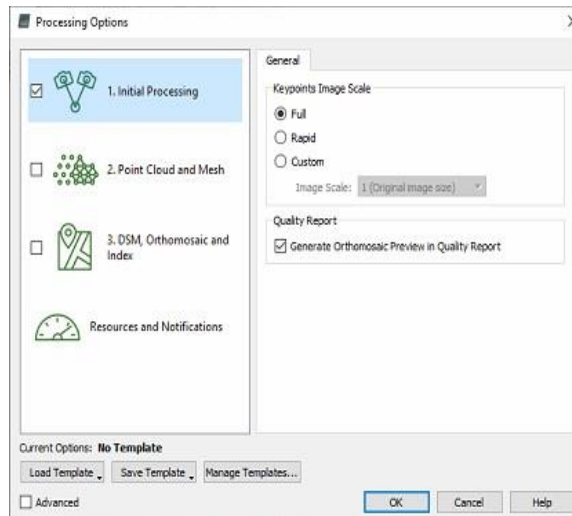 Processing Options
1. Initial Processing
2. Point Cloud and Mesh
3. DSM, Orthomosaic and
Index
Resources and Notifications
General
Keypoints Image Scale
Full
Rapid
Custom
Image Scale: 1 (Original image size)
Quality Report
Generate Orthomosaic Preview in Quality Report
Current Options: No Template
Load Template
Save Template
Manage Templates...
Advanced
OK
Cancel
Help